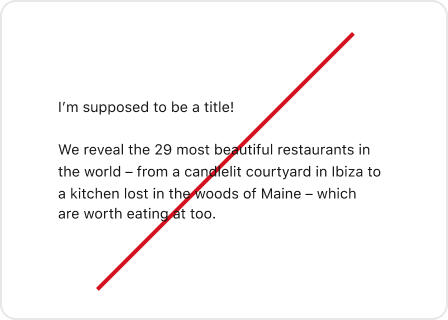 I’m supposed to be a title!
We reveal the 29 most beautiful restaurants in
the world – from a candlelit courtyard in Ibiza to
a kitchen lost in the woods of Maine – which
are worth eating at too.